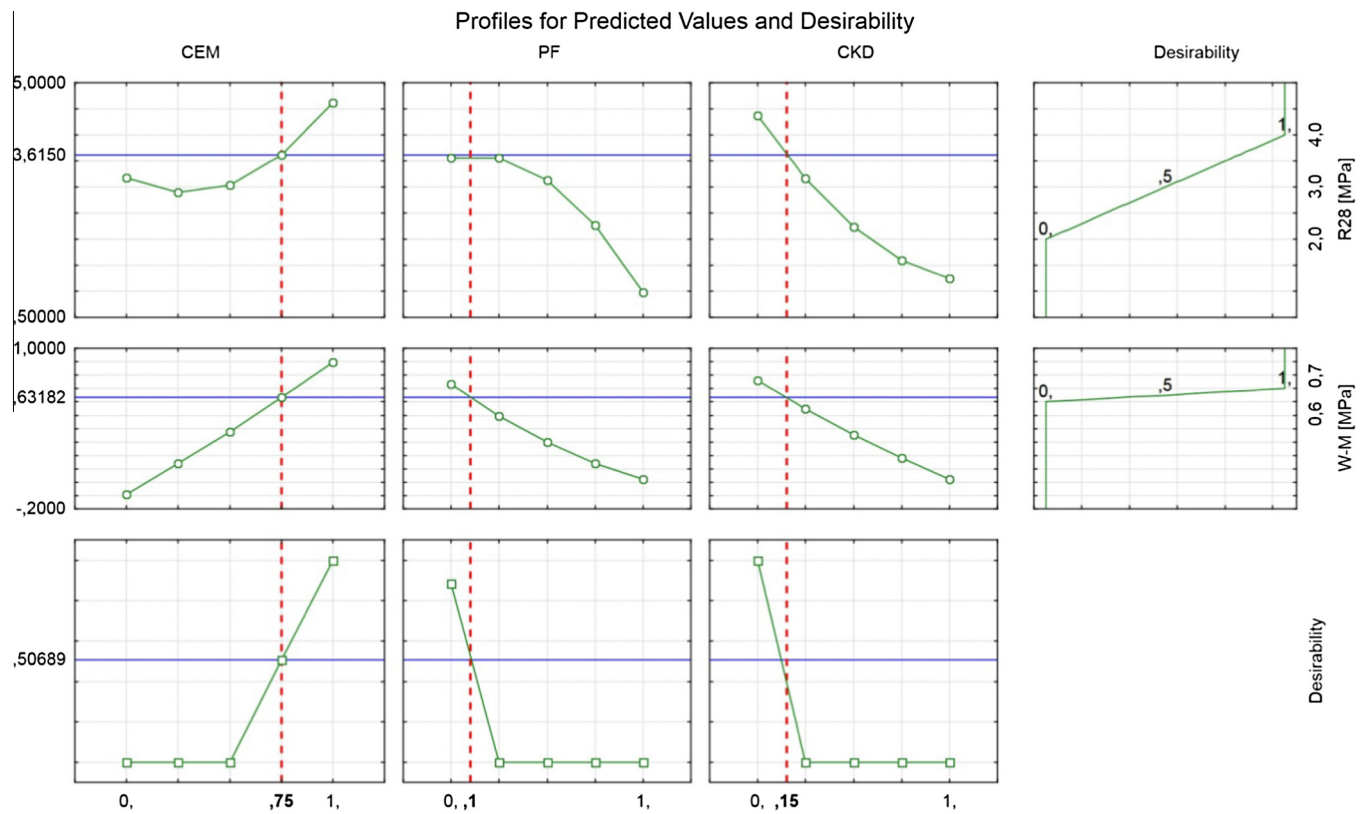 Profiles for Predicted Values and Desirability
CEM PF CKD Desirability
5,0000
3,6150
,50000
1, 4,0
,5 3,0
0, 2,0
R28 [MPa]
1,0000
,63182
-,2000
0, ,5 1, 0,7
0,6
W-M [MPa]
,50689
Desirability
0, ,75 1, 0, ,1 1, 0, ,15 1,